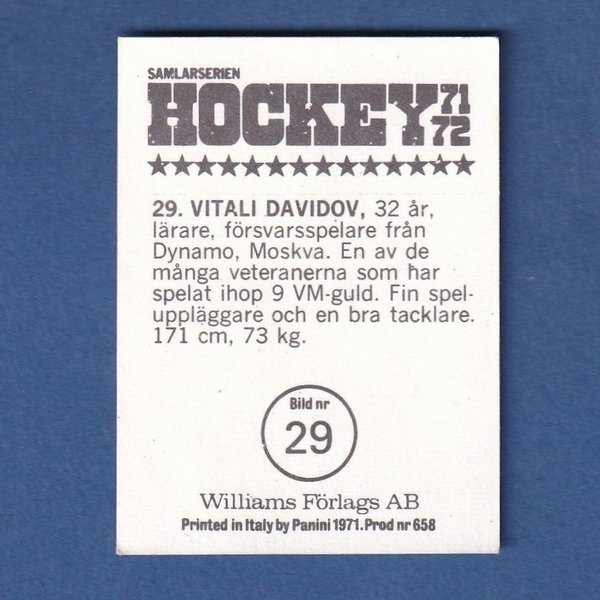 SAMLARSERIEN
HOCKEY 71 72
29. VITALI DAVIDOV, 32 år,
lärare, försvarsspelare från
Dynamo, Moskva. En av de
många veteranerna som har
spelat ihop 9 VM-guld. Fin spel-
uppläggare och en bra tacklare.
171 cm, 73 kg.
Bild nr
29
Williams Förlags AB
Printed in Italy by Panini 1971. Prod nr 658